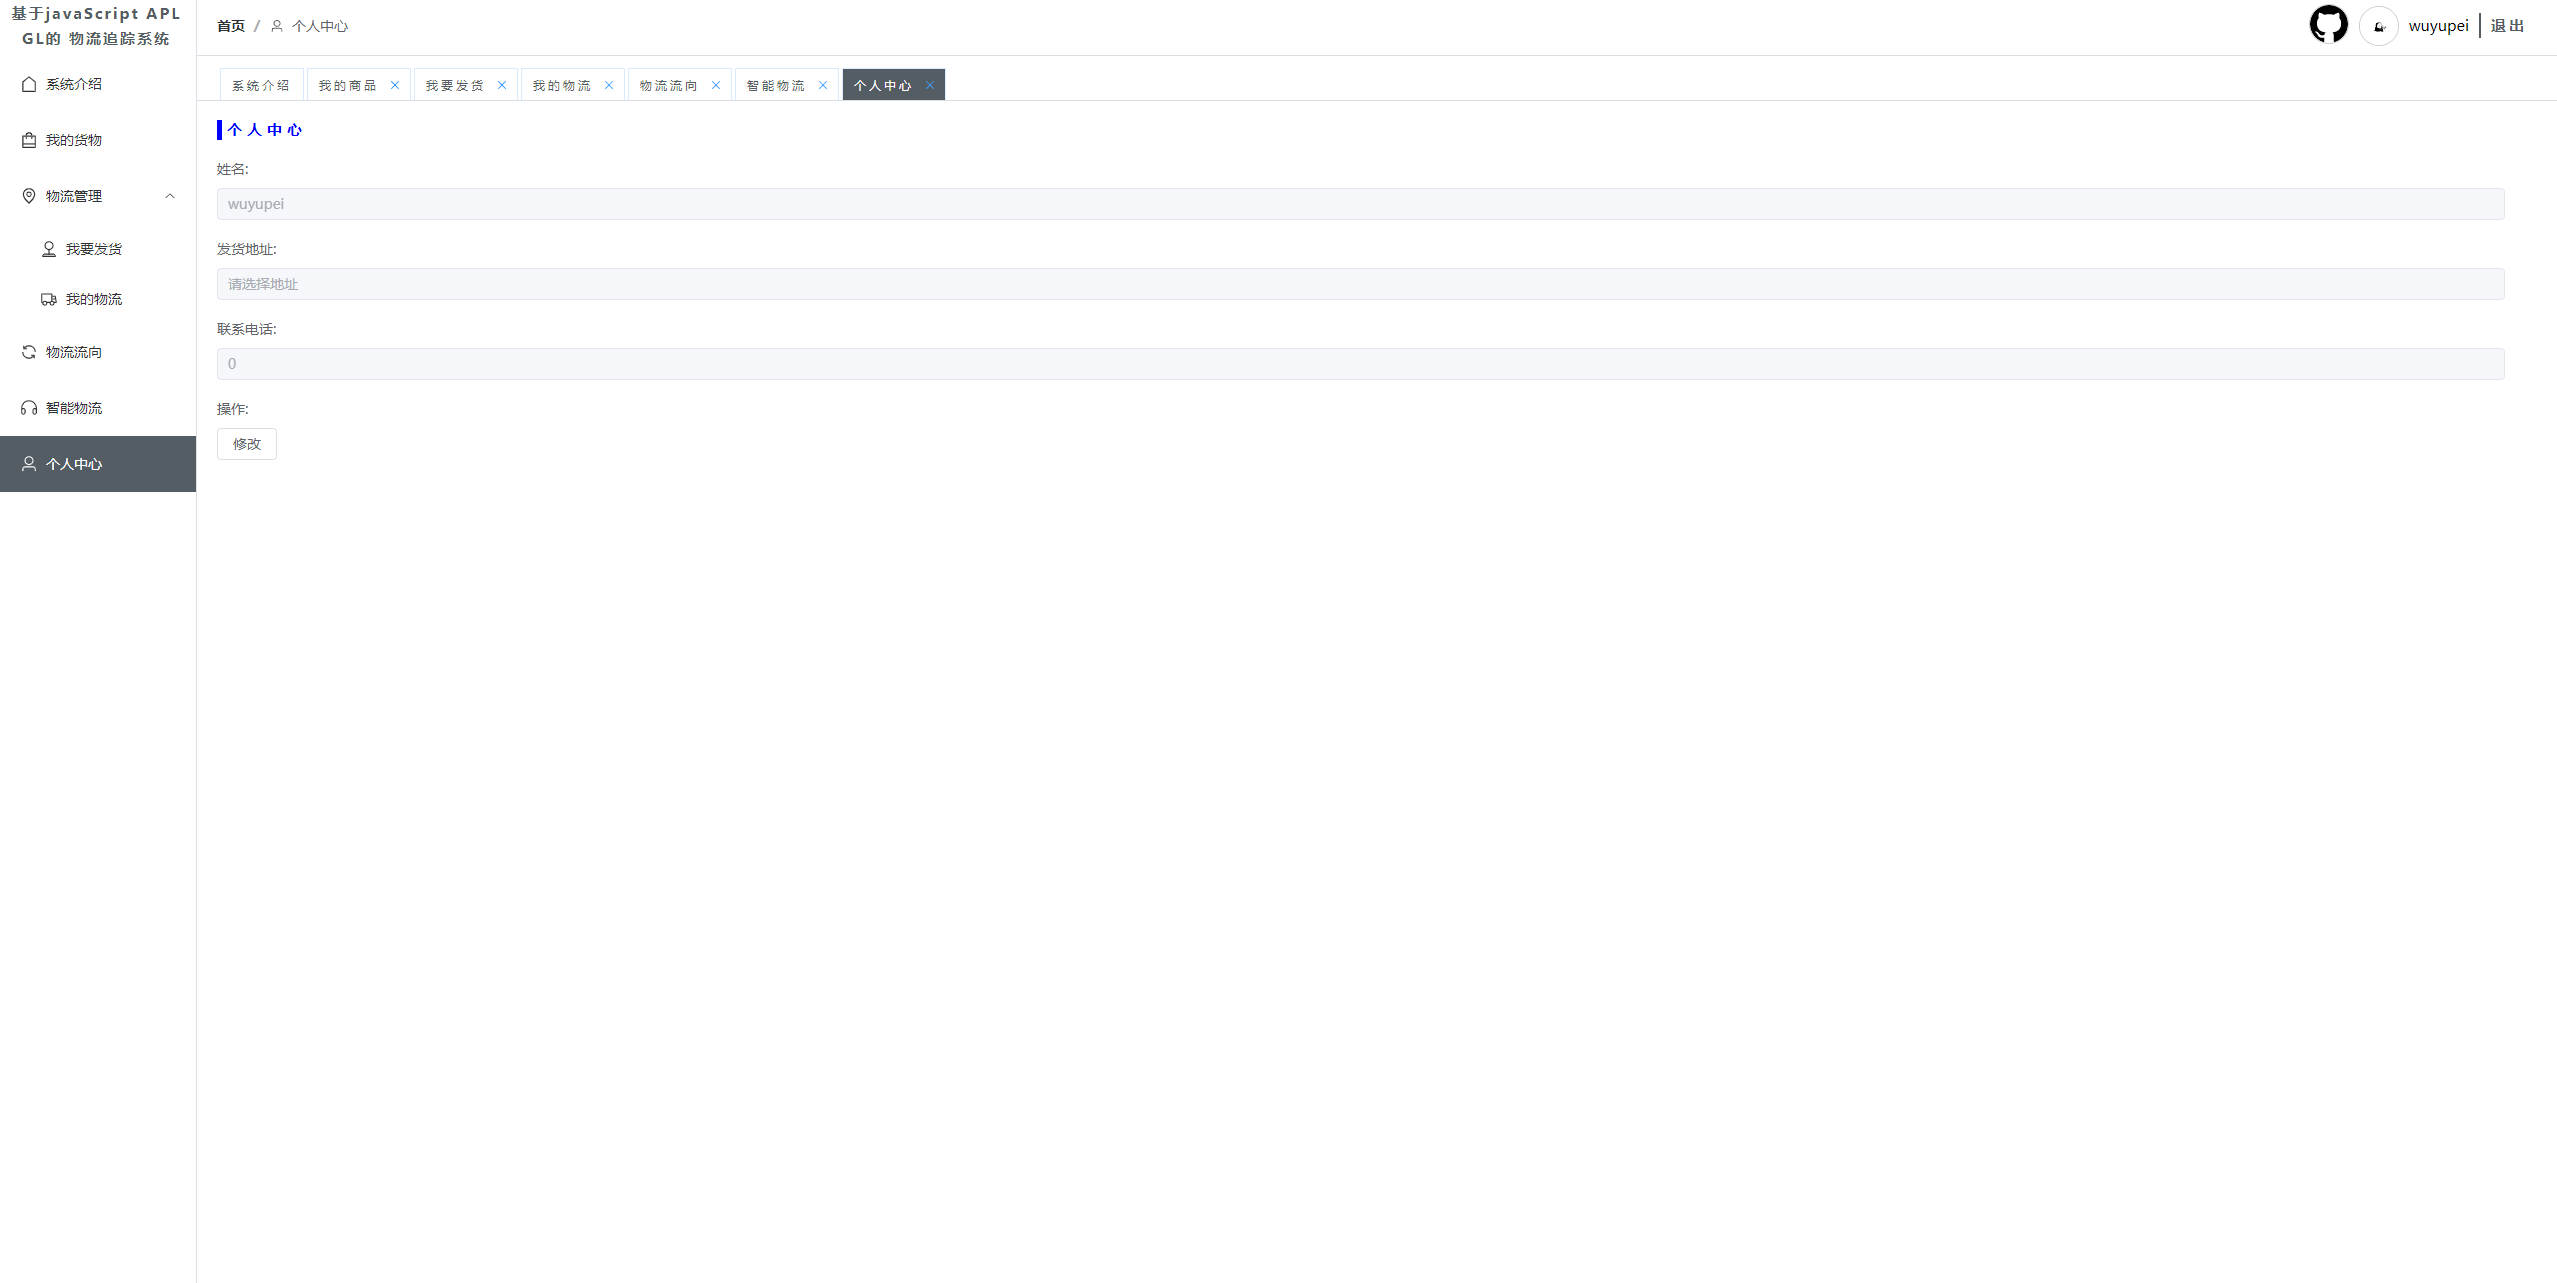 基于javaScript APL
GL的 物流追踪系统
系统介绍
我的货物
物流管理
我要发货
我的物流
物流流向
智能物流
个人中心
首页 / 个人中心
wuyupei 退出
系统介绍 我的商品 我要发货 我的物流 物流流向 智能物流 个人中心
个人中心
姓名:
wuyupei
发货地址:
请选择地址
联系电话:
0
操作:
修改